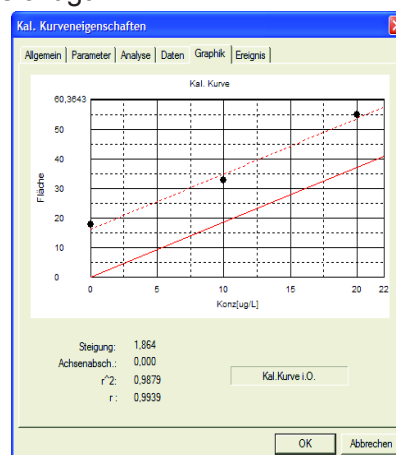 Kal. Kurveneigenschaften
Allgemein Parameter Analyse Daten Graphik Ereignis
Kal. Kurve
60,3643
50
40
30
20
10
0
Fläche
0 5 10 15 20 22
Konz[ug/L]
Steigung: 1,864
Achsenabsch.: 0,000
r^2: 0,9879
r : 0,9939
Kal.Kurve i.O.
OK Abbrechen